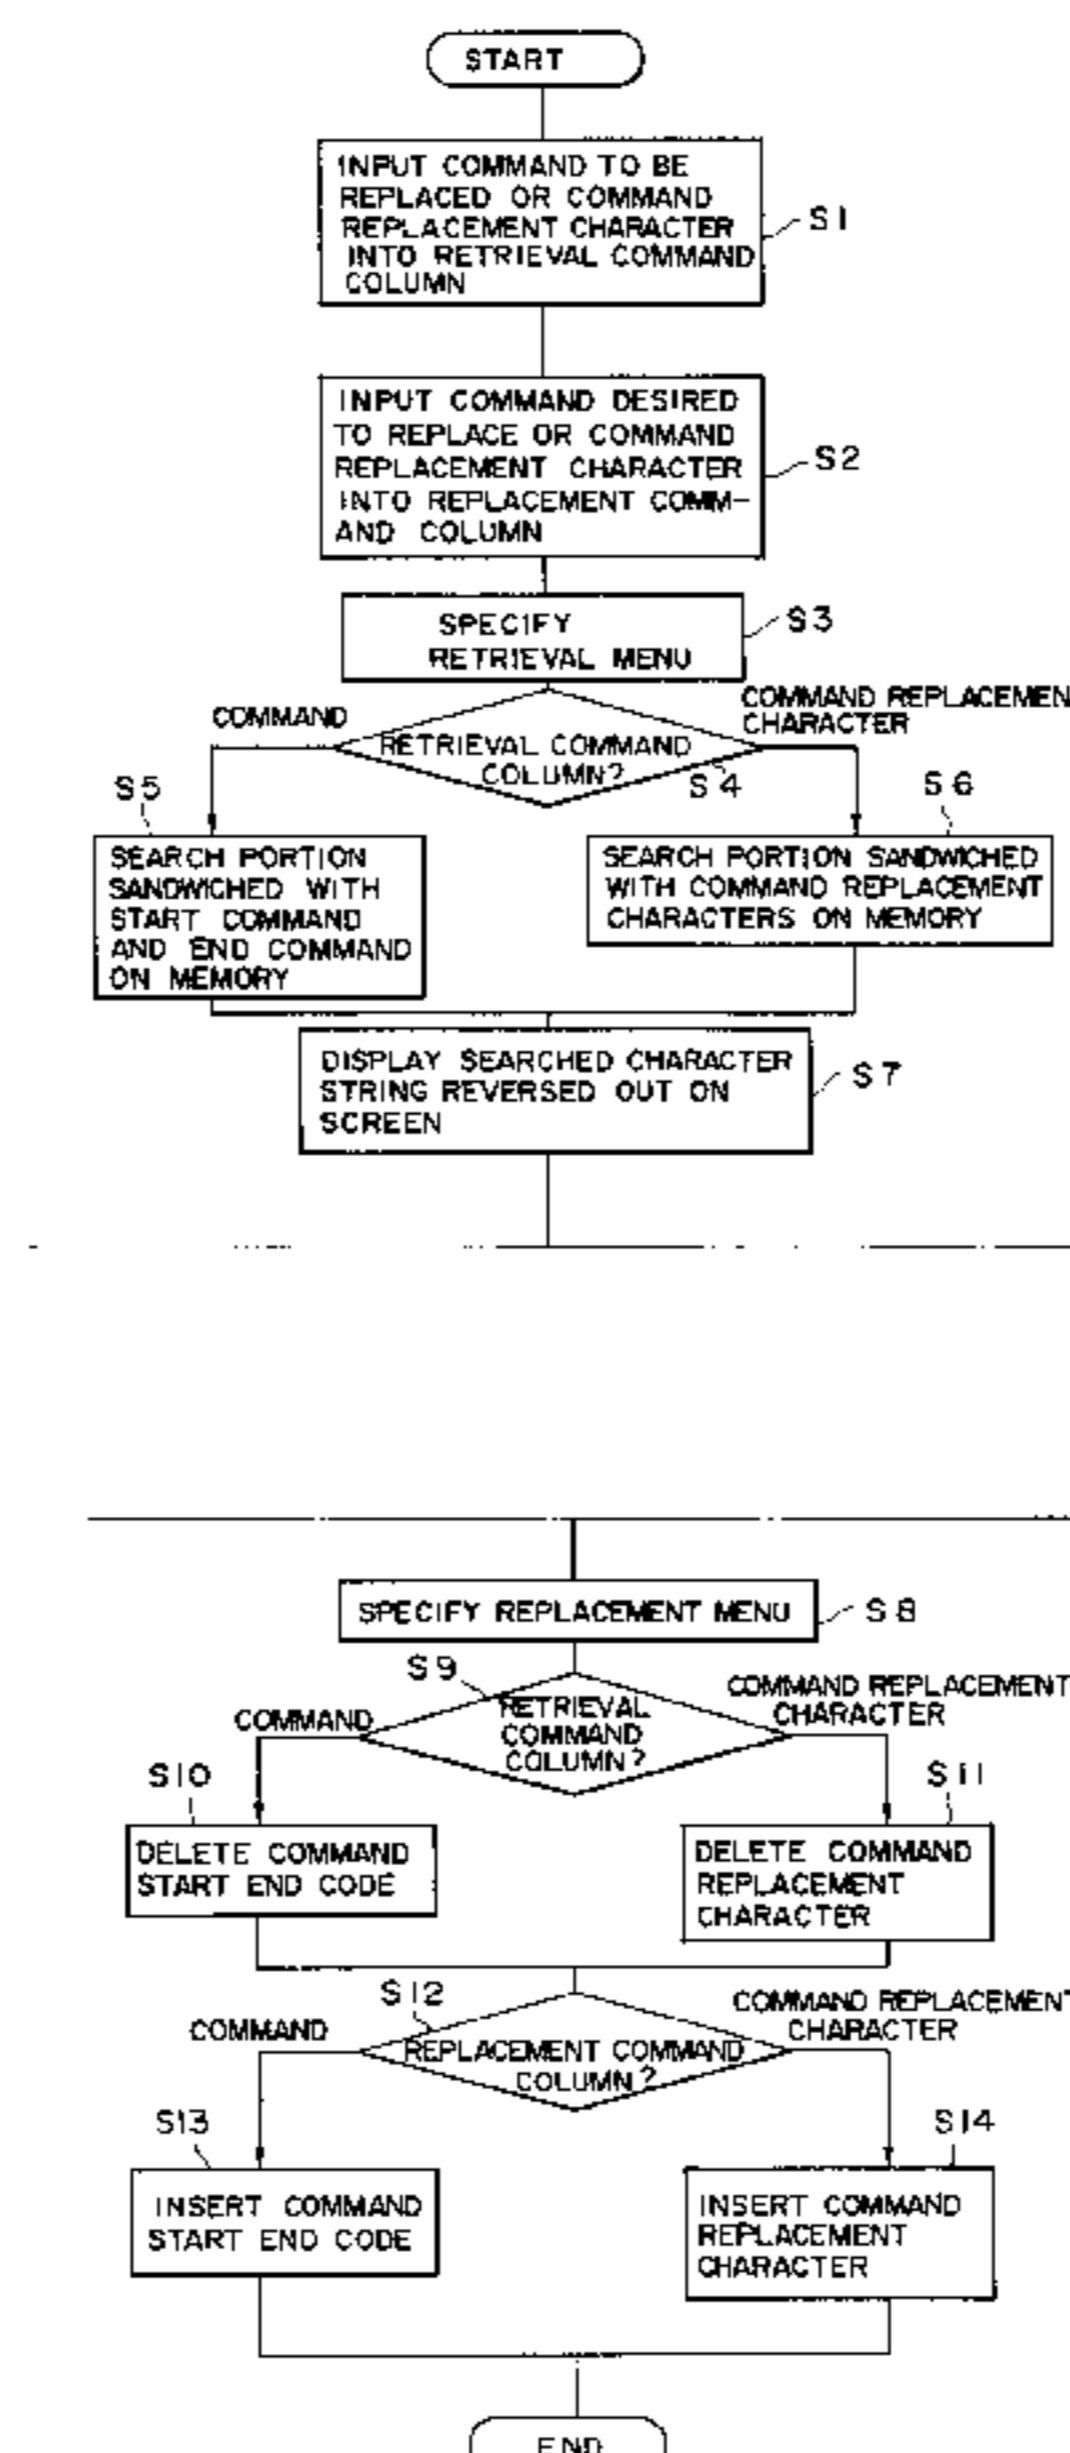 START
INPUT COMMAND TO BE
REPLACED OR COMMAND
REPLACEMENT CHARACTER
INTO RETRIEVAL COMMAND
COLUMN
S1
INPUT COMMAND DESIRED
TO REPLACE OR COMMAND
REPLACEMENT CHARACTER
INTO REPLACEMENT COMM-
AND COLUMN
S2
SPECIFY
RETRIEVAL MENU
S3
COMMAND
COMMAND REPLACEMEN
CHARACTER
RETRIEVAL COMMAND
COLUMN?
S4
S5
S6
SEARCH PORTION
SANDWICHED WITH
START COMMAND
AND END COMMAND
ON MEMORY
SEARCH PORTION SANDWICHED
WITH COMMAND REPLACEMENT
CHARACTERS ON MEMORY
DISPLAY SEARCHED CHARACTER
STRING REVERSED OUT ON
SCREEN
S7
SPECIFY REPLACEMENT MENU
S8
S9
COMMAND
RETRIEVAL
COMMAND
COLUMN?
COMMAND REPLACEMENT
CHARACTER
S10
S11
DELETE COMMAND
START END CODE
DELETE COMMAND
REPLACEMENT
CHARACTER
S12
COMMAND
COMMAND REPLACEMENT
CHARACTER
REPLACEMENT COMMAND
COLUMN?
S13
S14
INSERT COMMAND
START END CODE
INSERT COMMAND
REPLACEMENT
CHARACTER
END